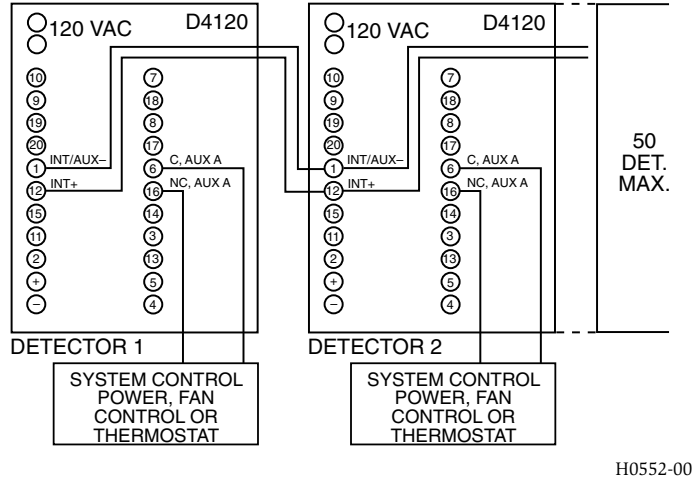 120 VAC
D4120
10
9
19
20
1
12
15
11
2
+
–
INT/AUX–
INT+
7
18
8
17
6
16
14
3
13
5
4
C, AUX A
NC, AUX A
DETECTOR 1
SYSTEM CONTROL
POWER, FAN
CONTROL OR
THERMOSTAT
120 VAC
D4120
10
9
19
20
1
12
15
11
2
+
–
INT/AUX–
INT+
7
18
8
17
6
16
14
3
13
5
4
C, AUX A
NC, AUX A
DETECTOR 2
SYSTEM CONTROL
POWER, FAN
CONTROL OR
THERMOSTAT
50
DET.
MAX.
H0552-00